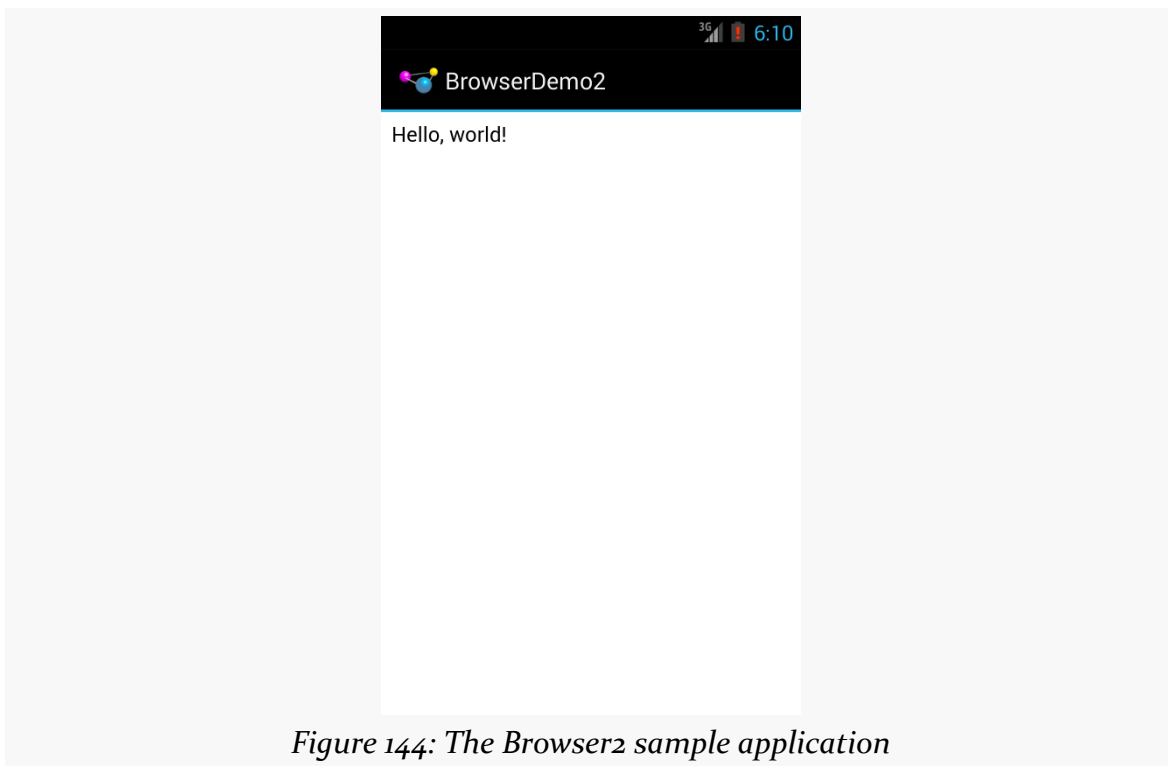 3G 6:10
BrowserDemo2
Hello, world!
Figure 144: The Browser2 sample application